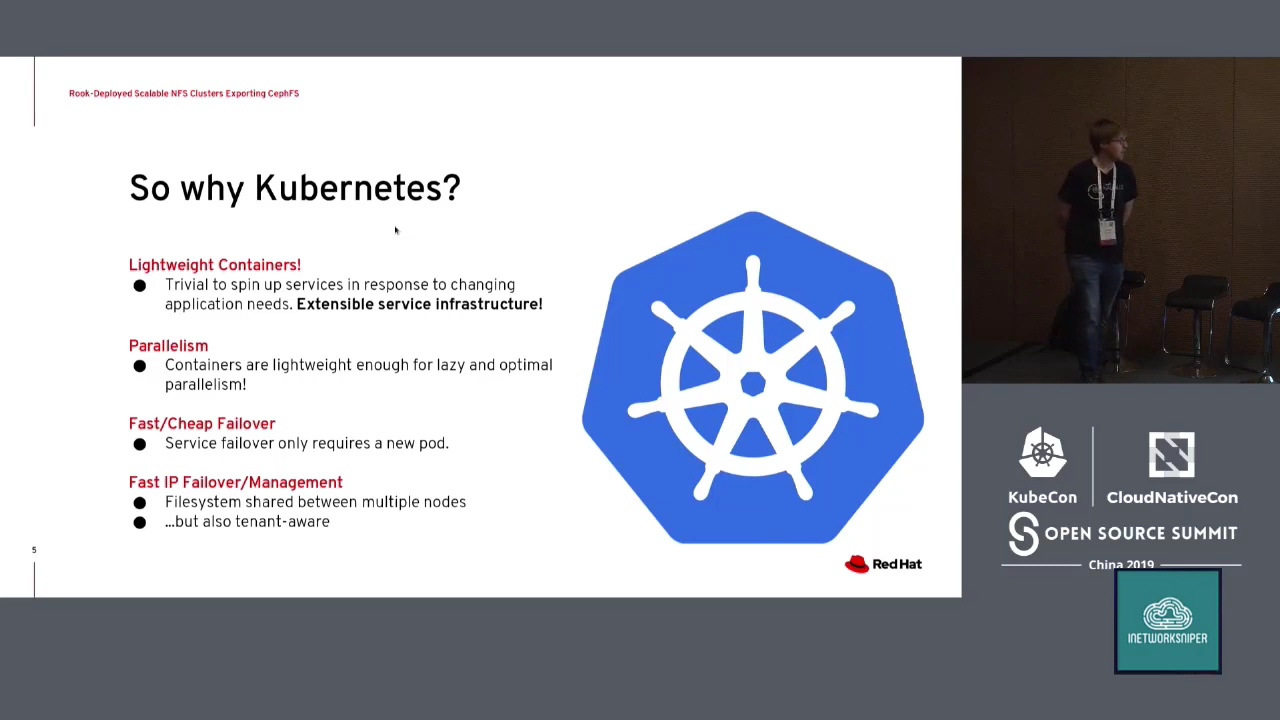 Rook-Deployed Scalable NFS Clusters Exporting CephFS
So why Kubernetes?
Lightweight Containers!
● Trivial to spin up services in response to changing
application needs. Extensible service infrastructure!
Parallelism
● Containers are lightweight enough for lazy and optimal
parallelism!
Fast/Cheap Failover
● Service failover only requires a new pod.
Fast IP Failover/Management
● Filesystem shared between multiple nodes
● ...but also tenant-aware
5
Red Hat
KubeCon
CloudNativeCon
OPEN SOURCE SUMMIT
China 2019
INETWORKSNIPER